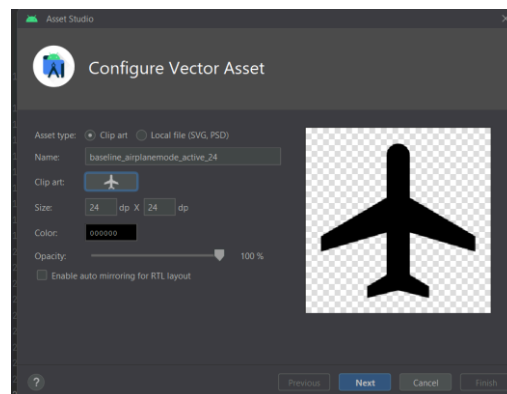 Asset Studio
Configure Vector Asset
Asset type: Clip art Local file (SVG, PSD)
Name: baseline_airplanemode_active_24
Clip art:
Size: 24 dp X 24 dp
Color: 000000
Opacity: 100 %
Enable auto mirroring for RTL layout
? Previous Next Cancel Finish